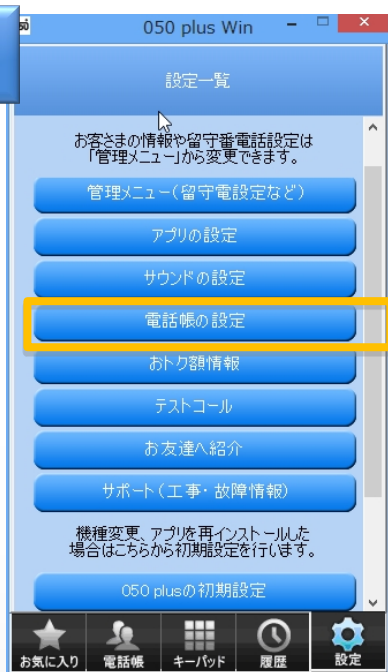 050 plus Win
設定一覧
お客さまの情報や留守番電話設定は
「管理メニュー」から変更できます。
管理メニュー(留守電設定など)
アプリの設定
サウンドの設定
電話帳の設定
おトク額情報
テストコール
お友達へ紹介
サポート(工事・故障情報)
機種変更、アプリを再インストールした
場合はこちらから初期設定を行います。
050 plusの初期設定
お気に入り 電話帳 キーパッド 履歴 設定